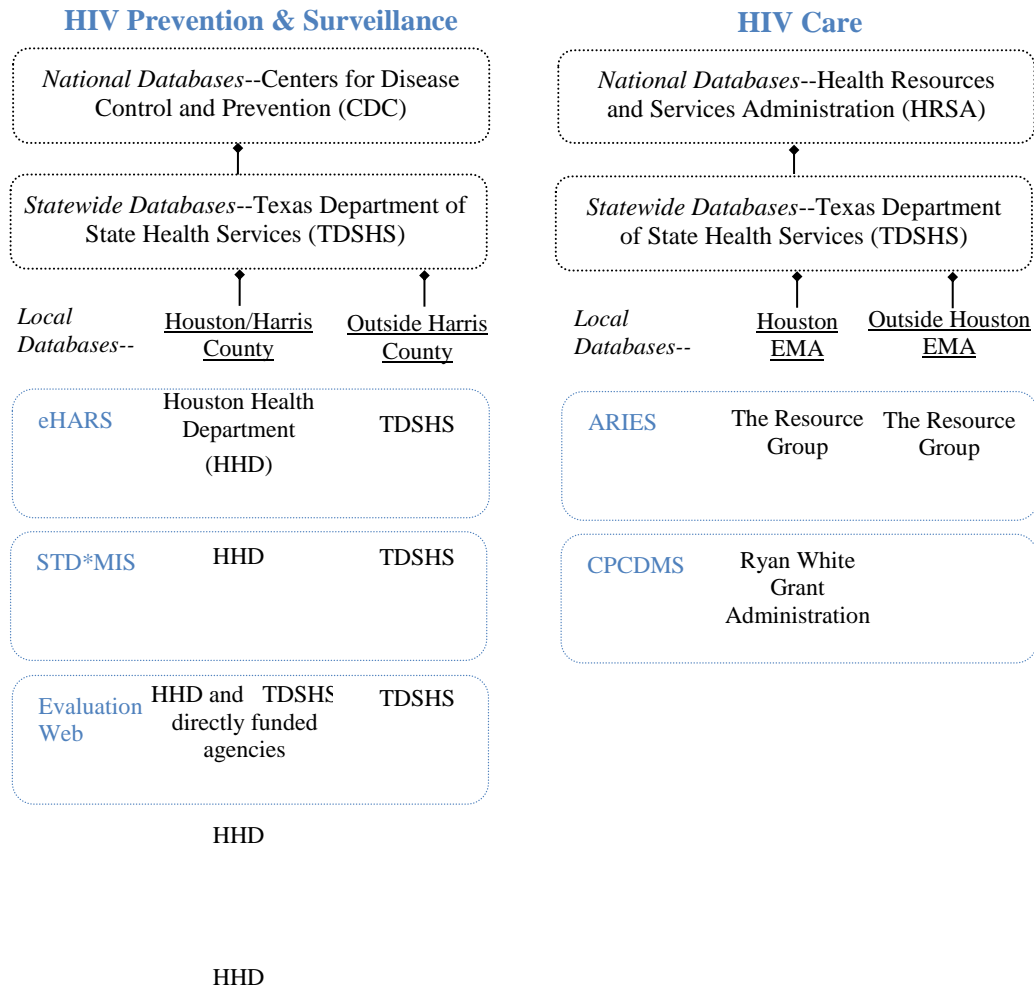 HIV Prevention & Surveillance
National Databases--Centers for Disease
Control and Prevention (CDC)
Statewide Databases--Texas Department of
State Health Services (TDSHS)
Local
Databases--
Houston/Harris
County
Outside Harris
County
eHARS
Houston Health
Department
(HHD)
TDSHS
STD*MIS
HHD
TDSHS
Evaluation
Web
HHD and TDSHS
directly funded
agencies
TDSHS
HHD
HHD
HIV Care
National Databases--Health Resources
and Services Administration (HRSA)
Statewide Databases--Texas Department
of State Health Services (TDSHS)
Local
Databases--
Houston
EMA
Outside Houston
EMA
ARIES
The Resource
Group
The Resource
Group
CPCDMS
Ryan White
Grant
Administration